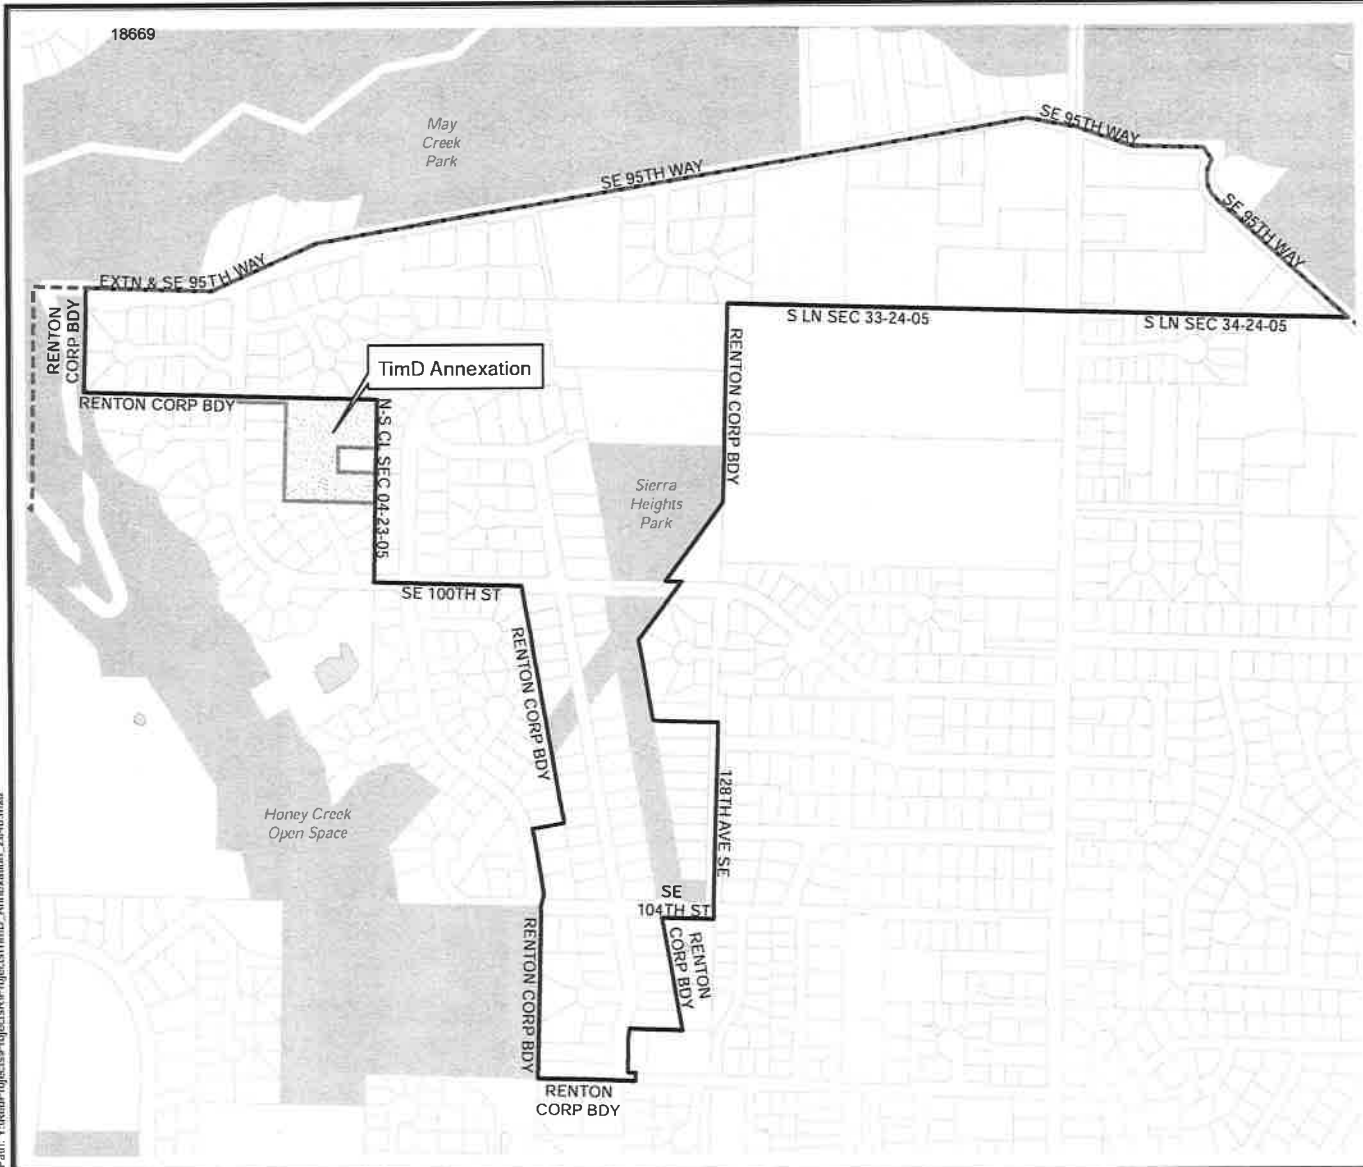 18669
May
Creek
Park
SE 95TH WAY
SE 95TH WAY
SE 95TH WAY
EXTN & SE 95TH WAY
RENTON
CORP BDY
S LN SEC 33-24-05
S LN SEC 34-24-05
TimD Annexation
RENTON CORP BDY
N-S CL SEC 04-23-05
RENTON CORP BDY
Sierra
Heights
Park
SE 100TH ST
RENTON CORP BDY
128TH AVE SE
Honey Creek
Open Space
SE
104TH ST
RENTON
CORP BDY
RENTON CORP BDY
RENTON
CORP BDY